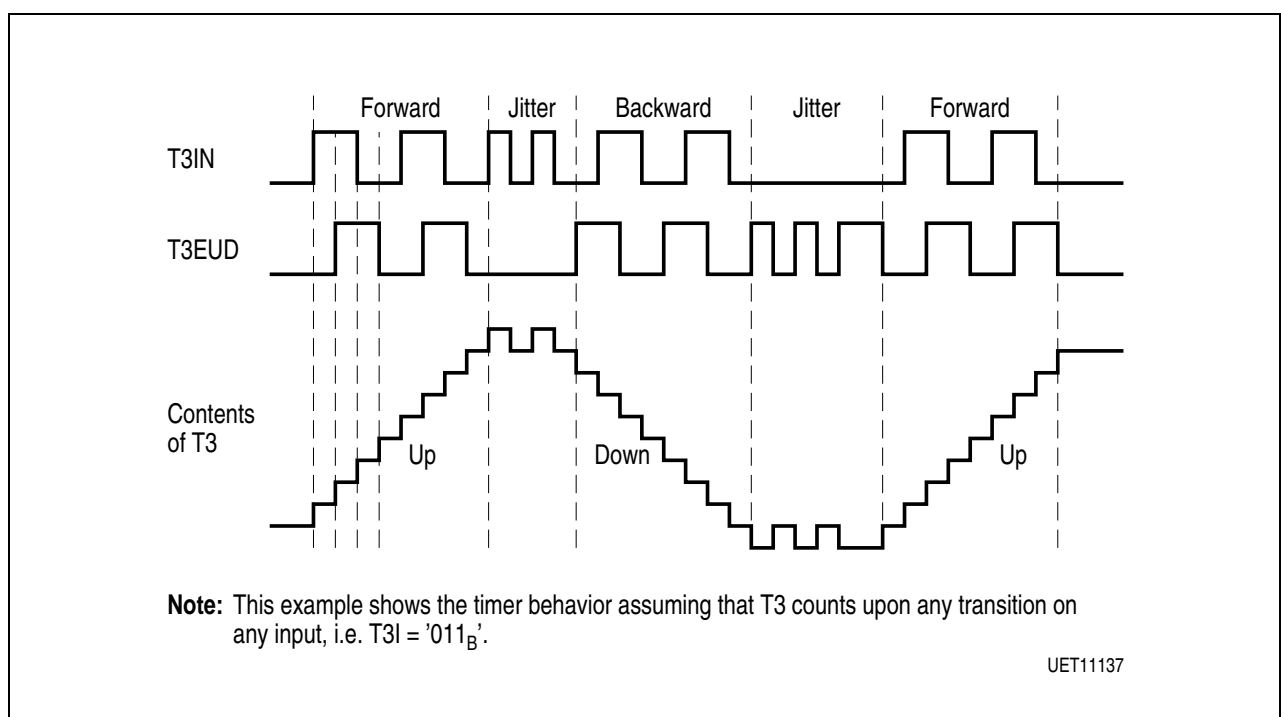 Forward Jitter Backward Jitter Forward
T3IN
T3EUD
Contents
of T3
Up Down Up
Note: This example shows the timer behavior assuming that T3 counts upon any transition on
any input, i.e. T3I = '011B'.
UET11137